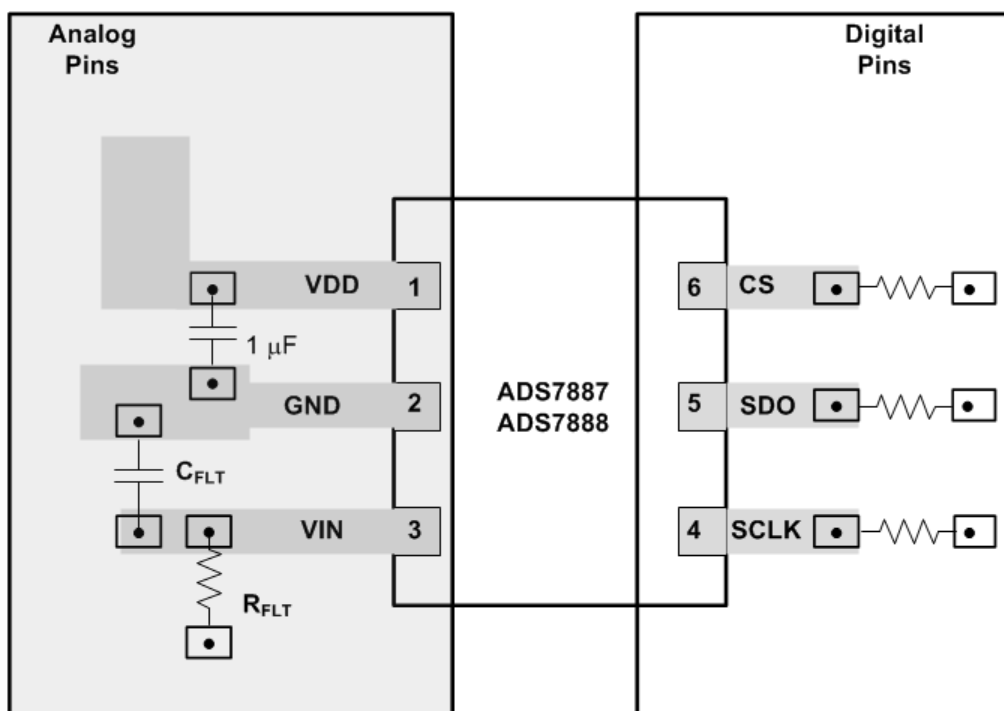 Analog
Pins
Digital
Pins
VDD
1
6
CS
1 μF
GND
2
ADS7887
ADS7888
5
SDO
CFLT
VIN
3
4
SCLK
RFLT